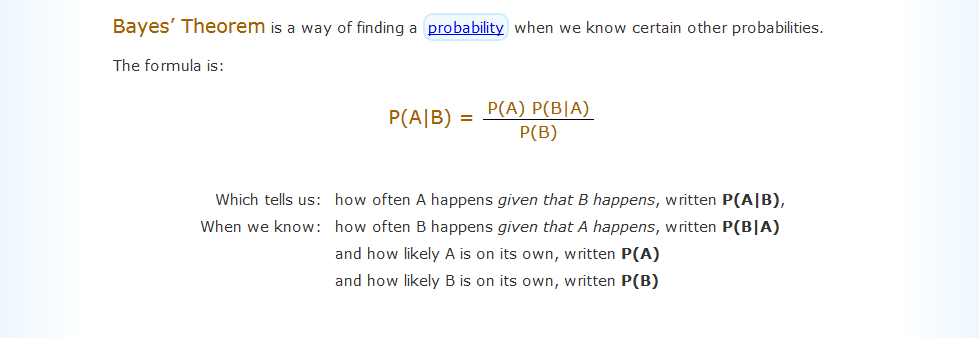 Bayes’ Theorem is a way of finding a probability when we know certain other probabilities.
The formula is:
P(A|B) = P(A) P(B|A)
P(B)
Which tells us: how often A happens given that B happens, written P(A|B),
When we know: how often B happens given that A happens, written P(B|A)
and how likely A is on its own, written P(A)
and how likely B is on its own, written P(B)